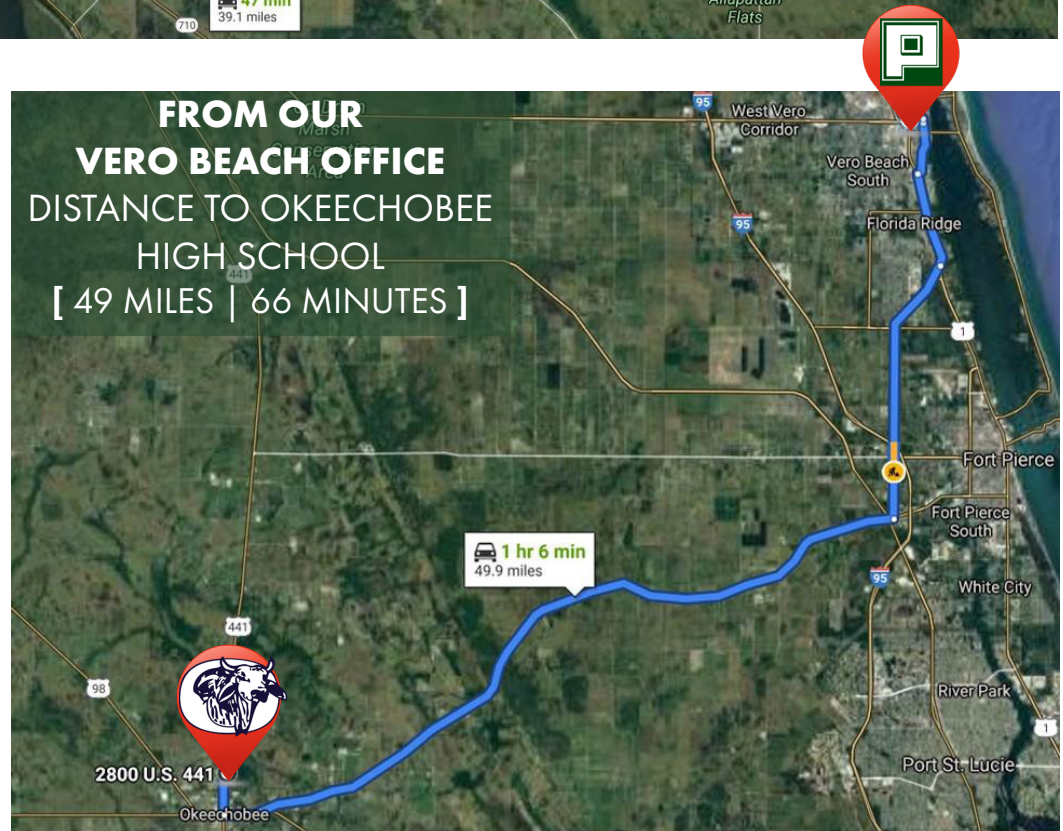 47 min
39.1 miles
710
Allapattah
Flats
P
FROM OUR
VERO BEACH OFFICE
DISTANCE TO OKEECHOBEE
HIGH SCHOOL
[ 49 MILES | 66 MINUTES ]
Marsh
Area
95
West Vero
Corridor
Vero Beach
South
95
Florida Ridge
441
1
Fort Pierce
Fort Pierce
South
1 hr 6 min
49.9 miles
95
White City
441
98
River Park
1
2800 U.S. 441
Port St. Lucie
Okeechobee